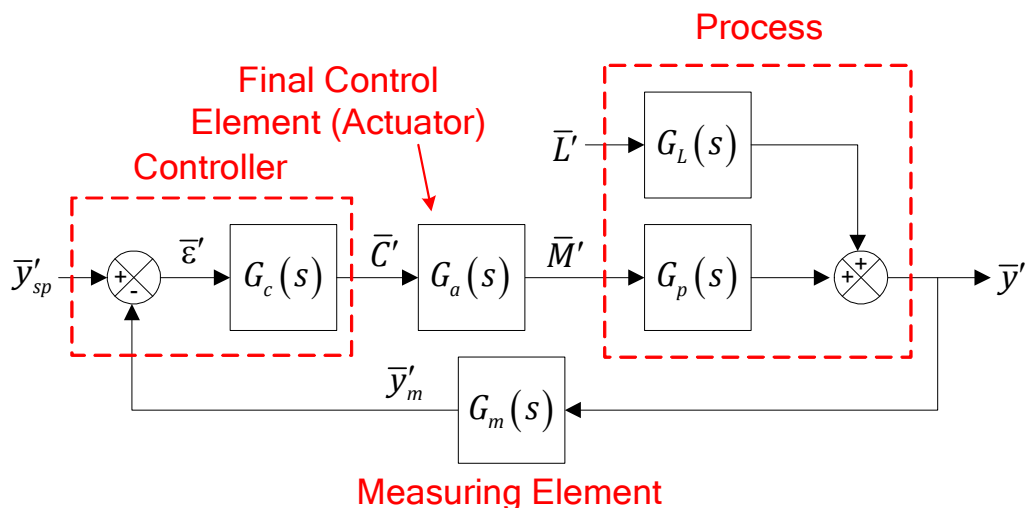 Process
Final Control
Element (Actuator)
Controller
L̅′
G_L(s)
y̅′_sp
+
-
ε̅′
G_c(s)
C̅′
G_a(s)
M̅′
G_p(s)
+
+
y̅′
y̅′_m
G_m(s)
Measuring Element